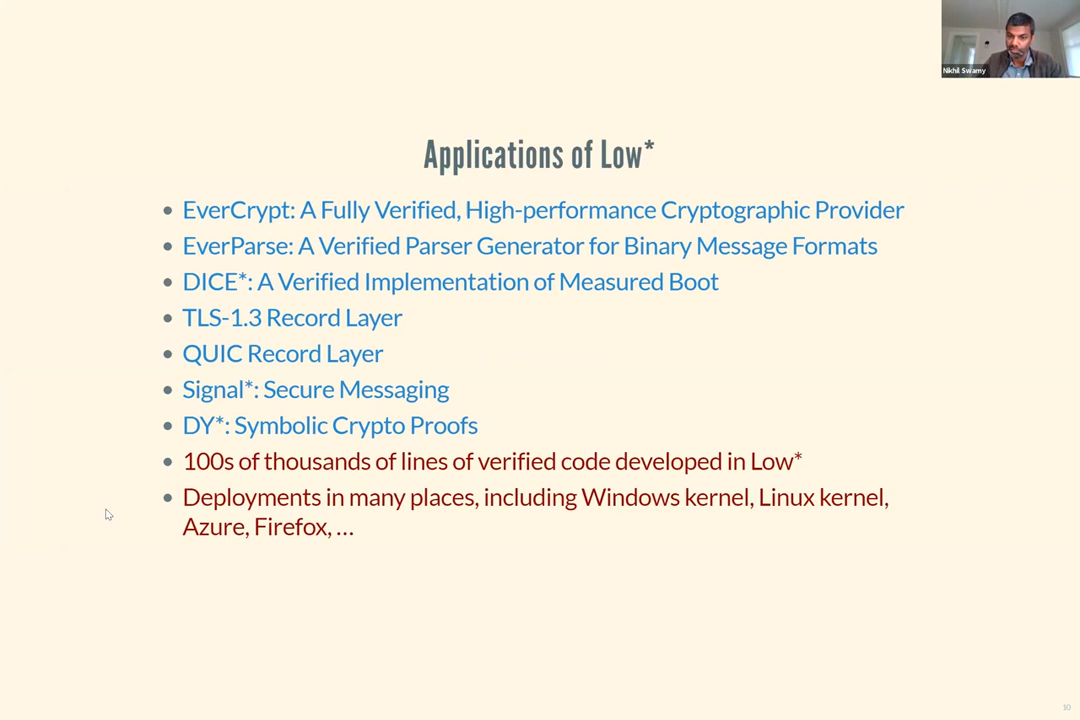 Nikhil Swamy
Applications of Low*
EverCrypt: A Fully Verified, High-performance Cryptographic Provider
EverParse: A Verified Parser Generator for Binary Message Formats
DICE*: A Verified Implementation of Measured Boot
TLS-1.3 Record Layer
QUIC Record Layer
Signal*: Secure Messaging
DY*: Symbolic Crypto Proofs
100s of thousands of lines of verified code developed in Low*
Deployments in many places, including Windows kernel, Linux kernel,
Azure, Firefox, …
10